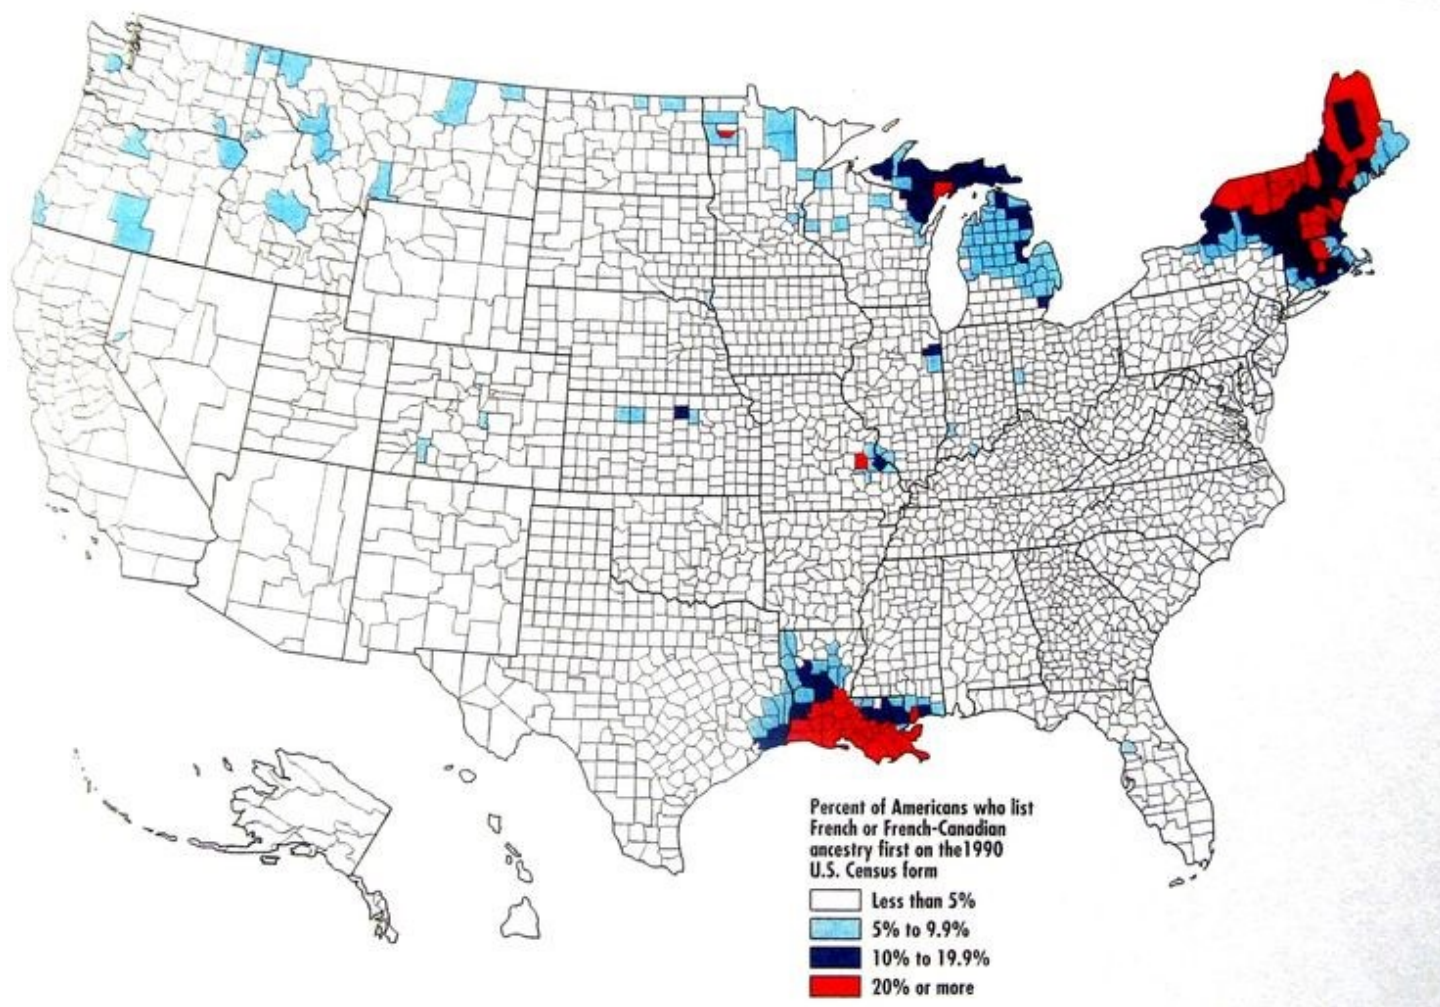 Percent of Americans who list
French or French-Canadian
ancestry first on the1990
U.S. Census form
Less than 5%
5% to 9.9%
10% to 19.9%
20% or more